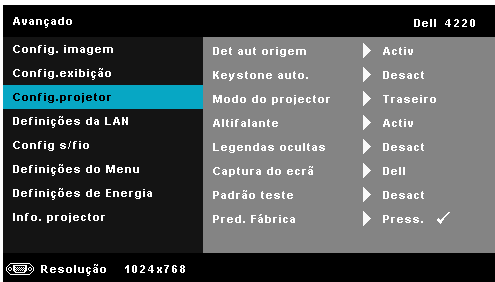 Avançado Dell 4220
Config. imagem
Config.exibição
Config.projetor
Definições da LAN
Config s/fio
Definições do Menu
Definições de Energia
Info. projector
Det aut origem Activ
Keystone auto. Desact
Modo do projector Traseiro
Altifalante Activ
Legendas ocultas Desact
Captura do ecrã Dell
Padrão teste Desact
Pred. Fábrica Press. ✓
Resolução 1024x768